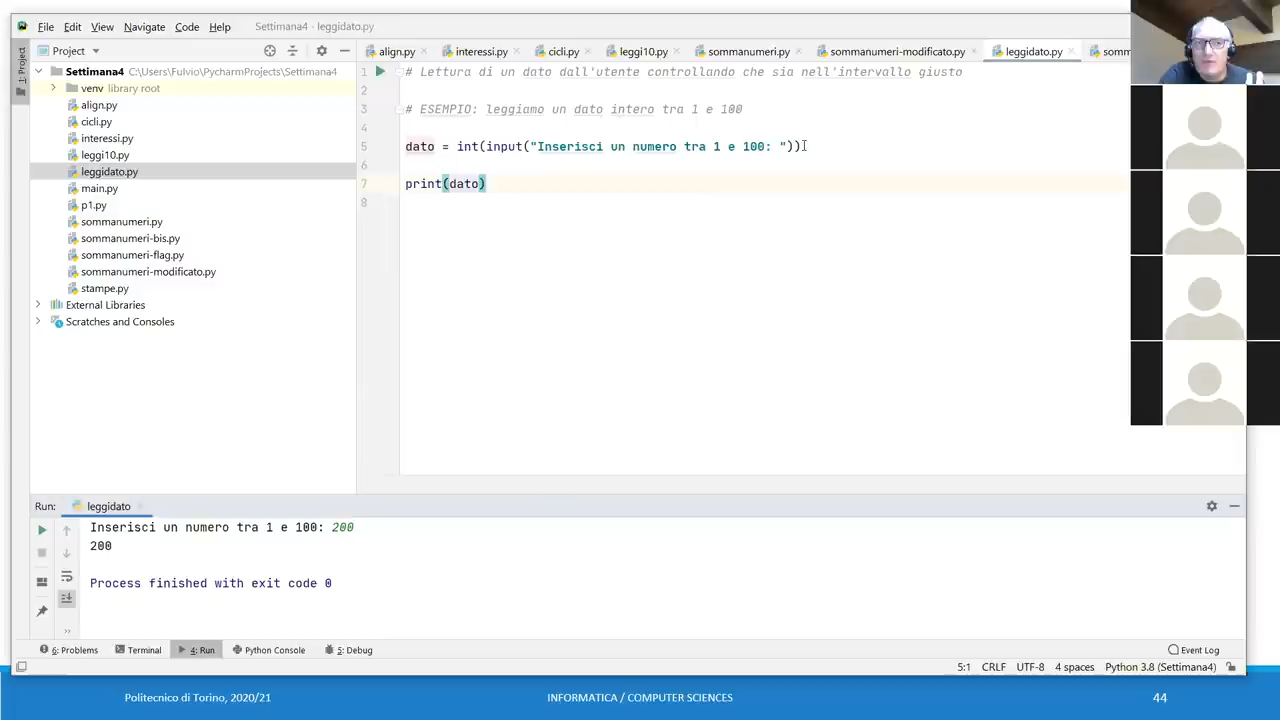 File Edit View Navigate Code Help Settimana4 - leggidato.py
Project
align.py interessi.py cicli.py leggi10.py sommanumeri.py sommanumeri-modificato.py leggidato.py somm
1: Project
Settimana4 C:\Users\Fulvio\PycharmProjects\Settimana4
venv library root
align.py
cicli.py
interessi.py
leggi10.py
leggidato.py
main.py
p1.py
sommanumeri.py
sommanumeri-bis.py
sommanumeri-flag.py
sommanumeri-modificato.py
stampe.py
External Libraries
Scratches and Consoles
1 # Lettura di un dato dall'utente controllando che sia nell'intervallo giusto
2
3 # ESEMPIO: leggiamo un dato intero tra 1 e 100
4
5 dato = int(input("Inserisci un numero tra 1 e 100: "))
6
7 print(dato)
8
Run: leggidato
Inserisci un numero tra 1 e 100: 200
200
Process finished with exit code 0
6: Problems Terminal 4: Run Python Console 5: Debug Event Log
5:1 CRLF UTF-8 4 spaces Python 3.8 (Settimana4)
Politecnico di Torino, 2020/21 INFORMATICA / COMPUTER SCIENCES 44